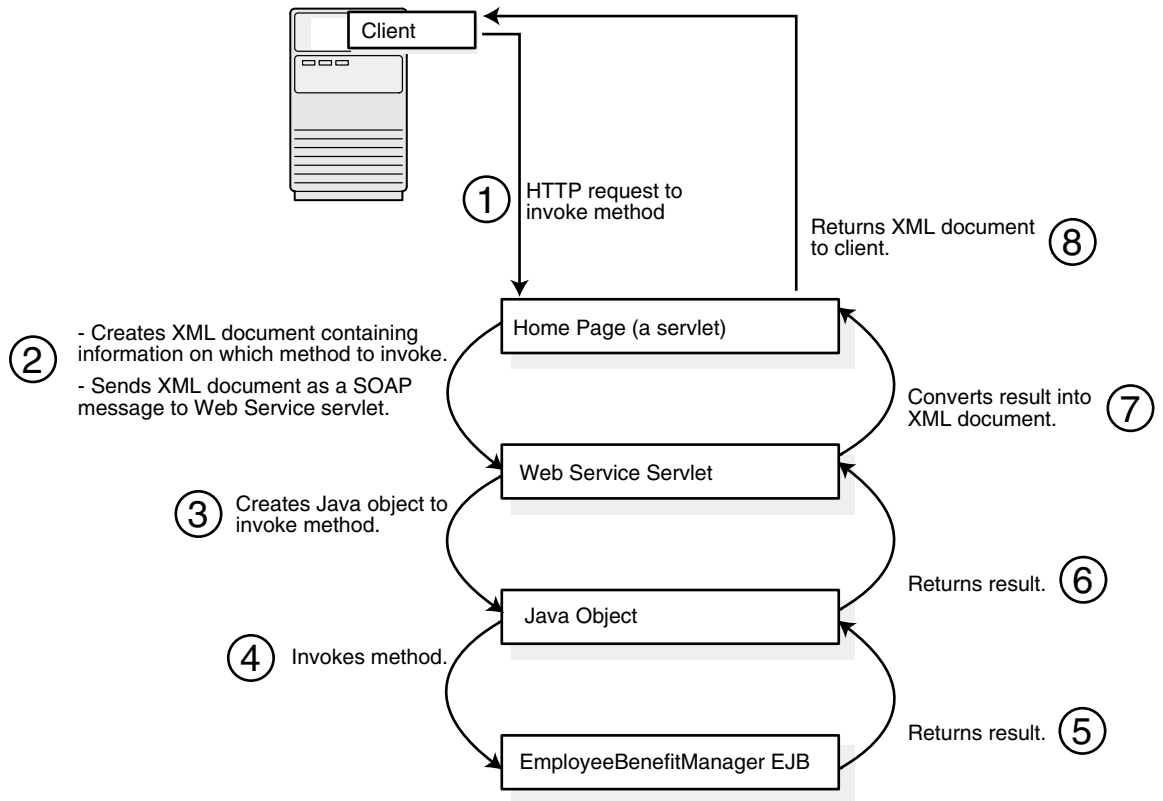 Client
1
HTTP request to
invoke method
Returns XML document
to client.
8
Home Page (a servlet)
2
- Creates XML document containing
information on which method to invoke.
- Sends XML document as a SOAP
message to Web Service servlet.
Converts result into
XML document.
7
Web Service Servlet
3
Creates Java object to
invoke method.
Returns result.
6
Java Object
4
Invokes method.
Returns result.
5
EmployeeBenefitManager EJB